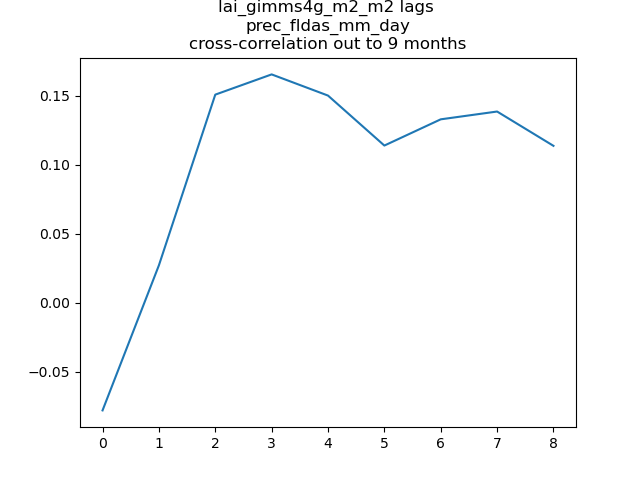 lai_gimms4g_m2_m2 lags
prec_fldas_mm_day
cross-correlation out to 9 months
0.15
0.10
0.05
0.00
−0.05
0 1 2 3 4 5 6 7 8